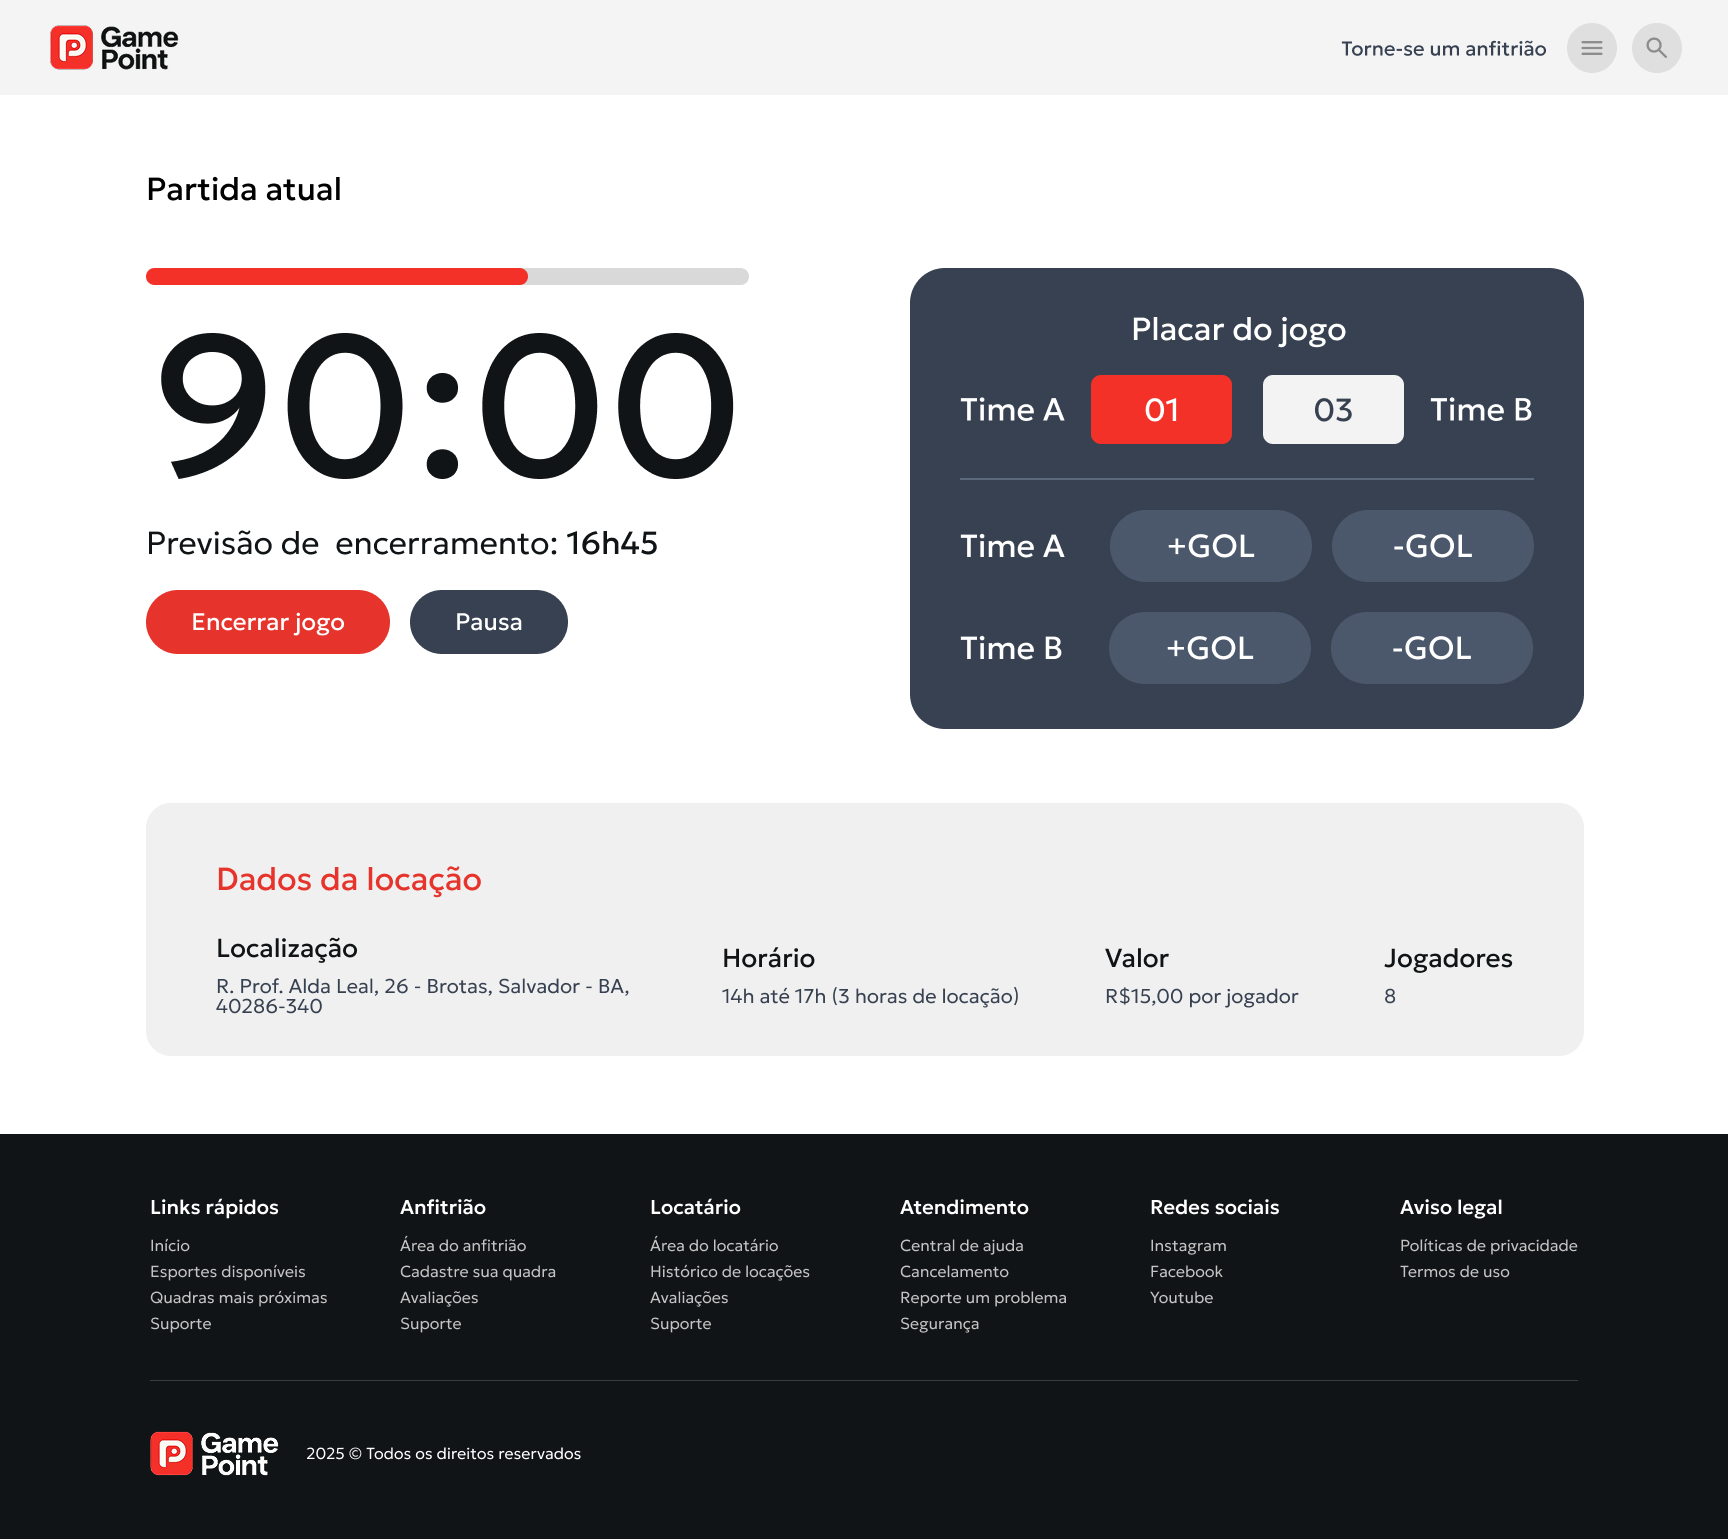 Game
Point
Torne-se um anfitrião
Partida atual
90:00
Previsão de encerramento: 16h45
Encerrar jogo
Pausa
Placar do jogo
Time A
01
03
Time B
Time A
+GOL
-GOL
Time B
+GOL
-GOL
Dados da locação
Localização
R. Prof. Alda Leal, 26 - Brotas, Salvador - BA,
40286-340
Horário
14h até 17h (3 horas de locação)
Valor
R$15,00 por jogador
Jogadores
8
Links rápidos
Início
Esportes disponíveis
Quadras mais próximas
Suporte
Anfitrião
Área do anfitrião
Cadastre sua quadra
Avaliações
Suporte
Locatário
Área do locatário
Histórico de locações
Avaliações
Suporte
Atendimento
Central de ajuda
Cancelamento
Reporte um problema
Segurança
Redes sociais
Instagram
Facebook
Youtube
Aviso legal
Políticas de privacidade
Termos de uso
Game
Point
2025 © Todos os direitos reservados